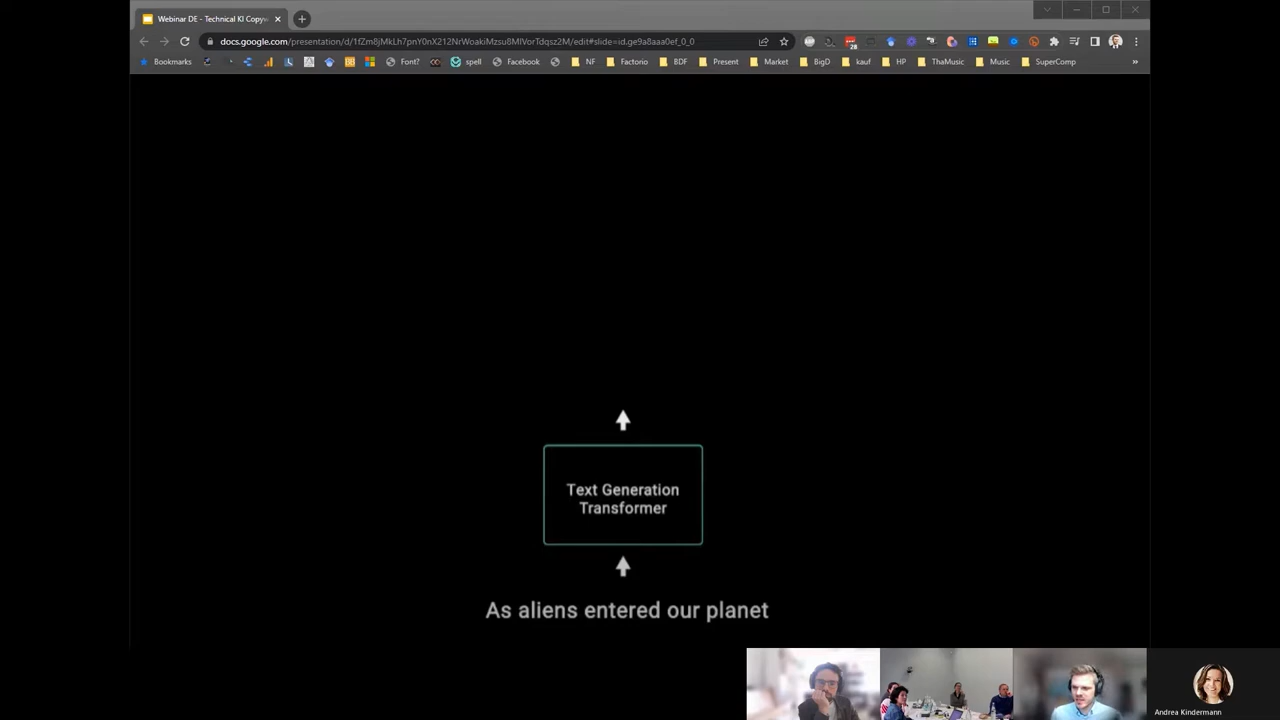 Webinar DE - Technical KI Copyw
docs.google.com/presentation/d/1fZm8jMkLh7pnY0nX212NrWoakiMzsu8MlVorTdqsz2M/edit#slide=id.ge9a8aaa0ef_0_0
28
Bookmarks
Font?
spell
Facebook
NF
Factorio
BDF
Present
Market
BigD
kauf
HP
ThaMusic
Music
SuperComp
Text Generation
Transformer
As aliens entered our planet
Andrea Kindermann